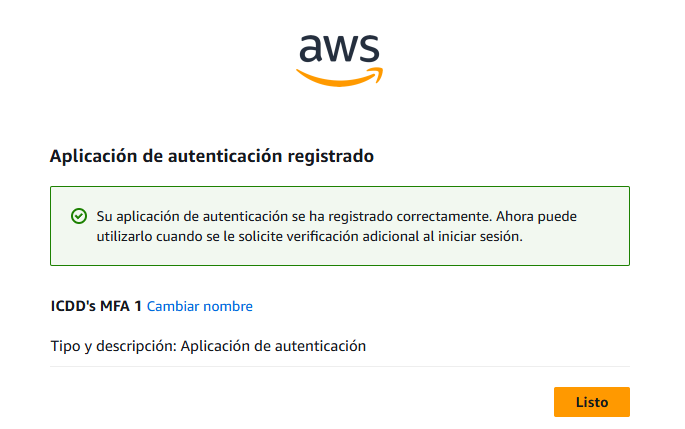 aws
Aplicación de autenticación registrado
Su aplicación de autenticación se ha registrado correctamente. Ahora puede
utilizarlo cuando se le solicite verificación adicional al iniciar sesión.
ICDD's MFA 1 Cambiar nombre
Tipo y descripción: Aplicación de autenticación
Listo